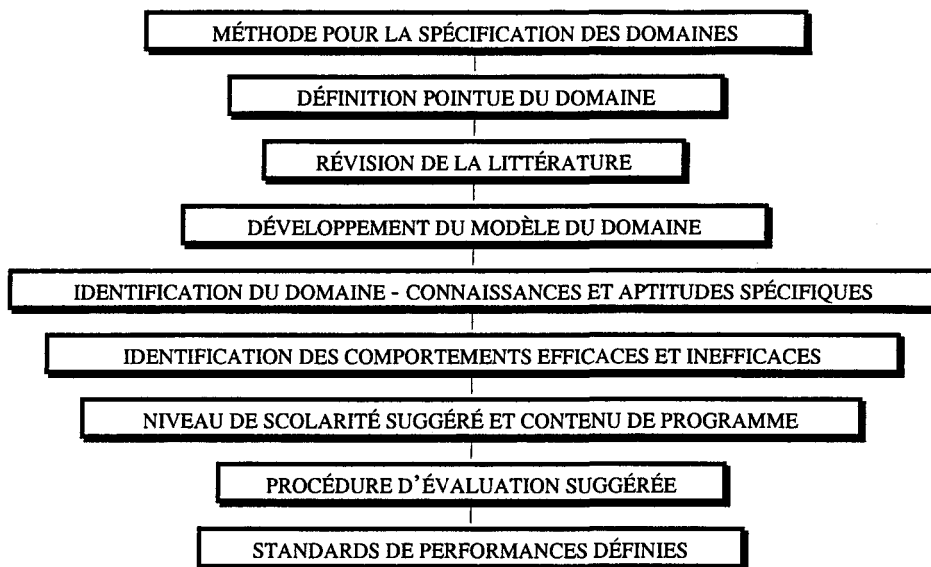 MÉTHODE POUR LA SPÉCIFICATION DES DOMAINES
DÉFINITION POINTUE DU DOMAINE
RÉVISION DE LA LITTÉRATURE
DÉVELOPPEMENT DU MODÈLE DU DOMAINE
IDENTIFICATION DU DOMAINE - CONNAISSANCES ET APTITUDES SPÉCIFIQUES
IDENTIFICATION DES COMPORTEMENTS EFFICACES ET INEFFICACES
NIVEAU DE SCOLARITÉ SUGGÉRÉ ET CONTENU DE PROGRAMME
PROCÉDURE D'ÉVALUATION SUGGÉRÉE
STANDARDS DE PERFORMANCES DÉFINIES